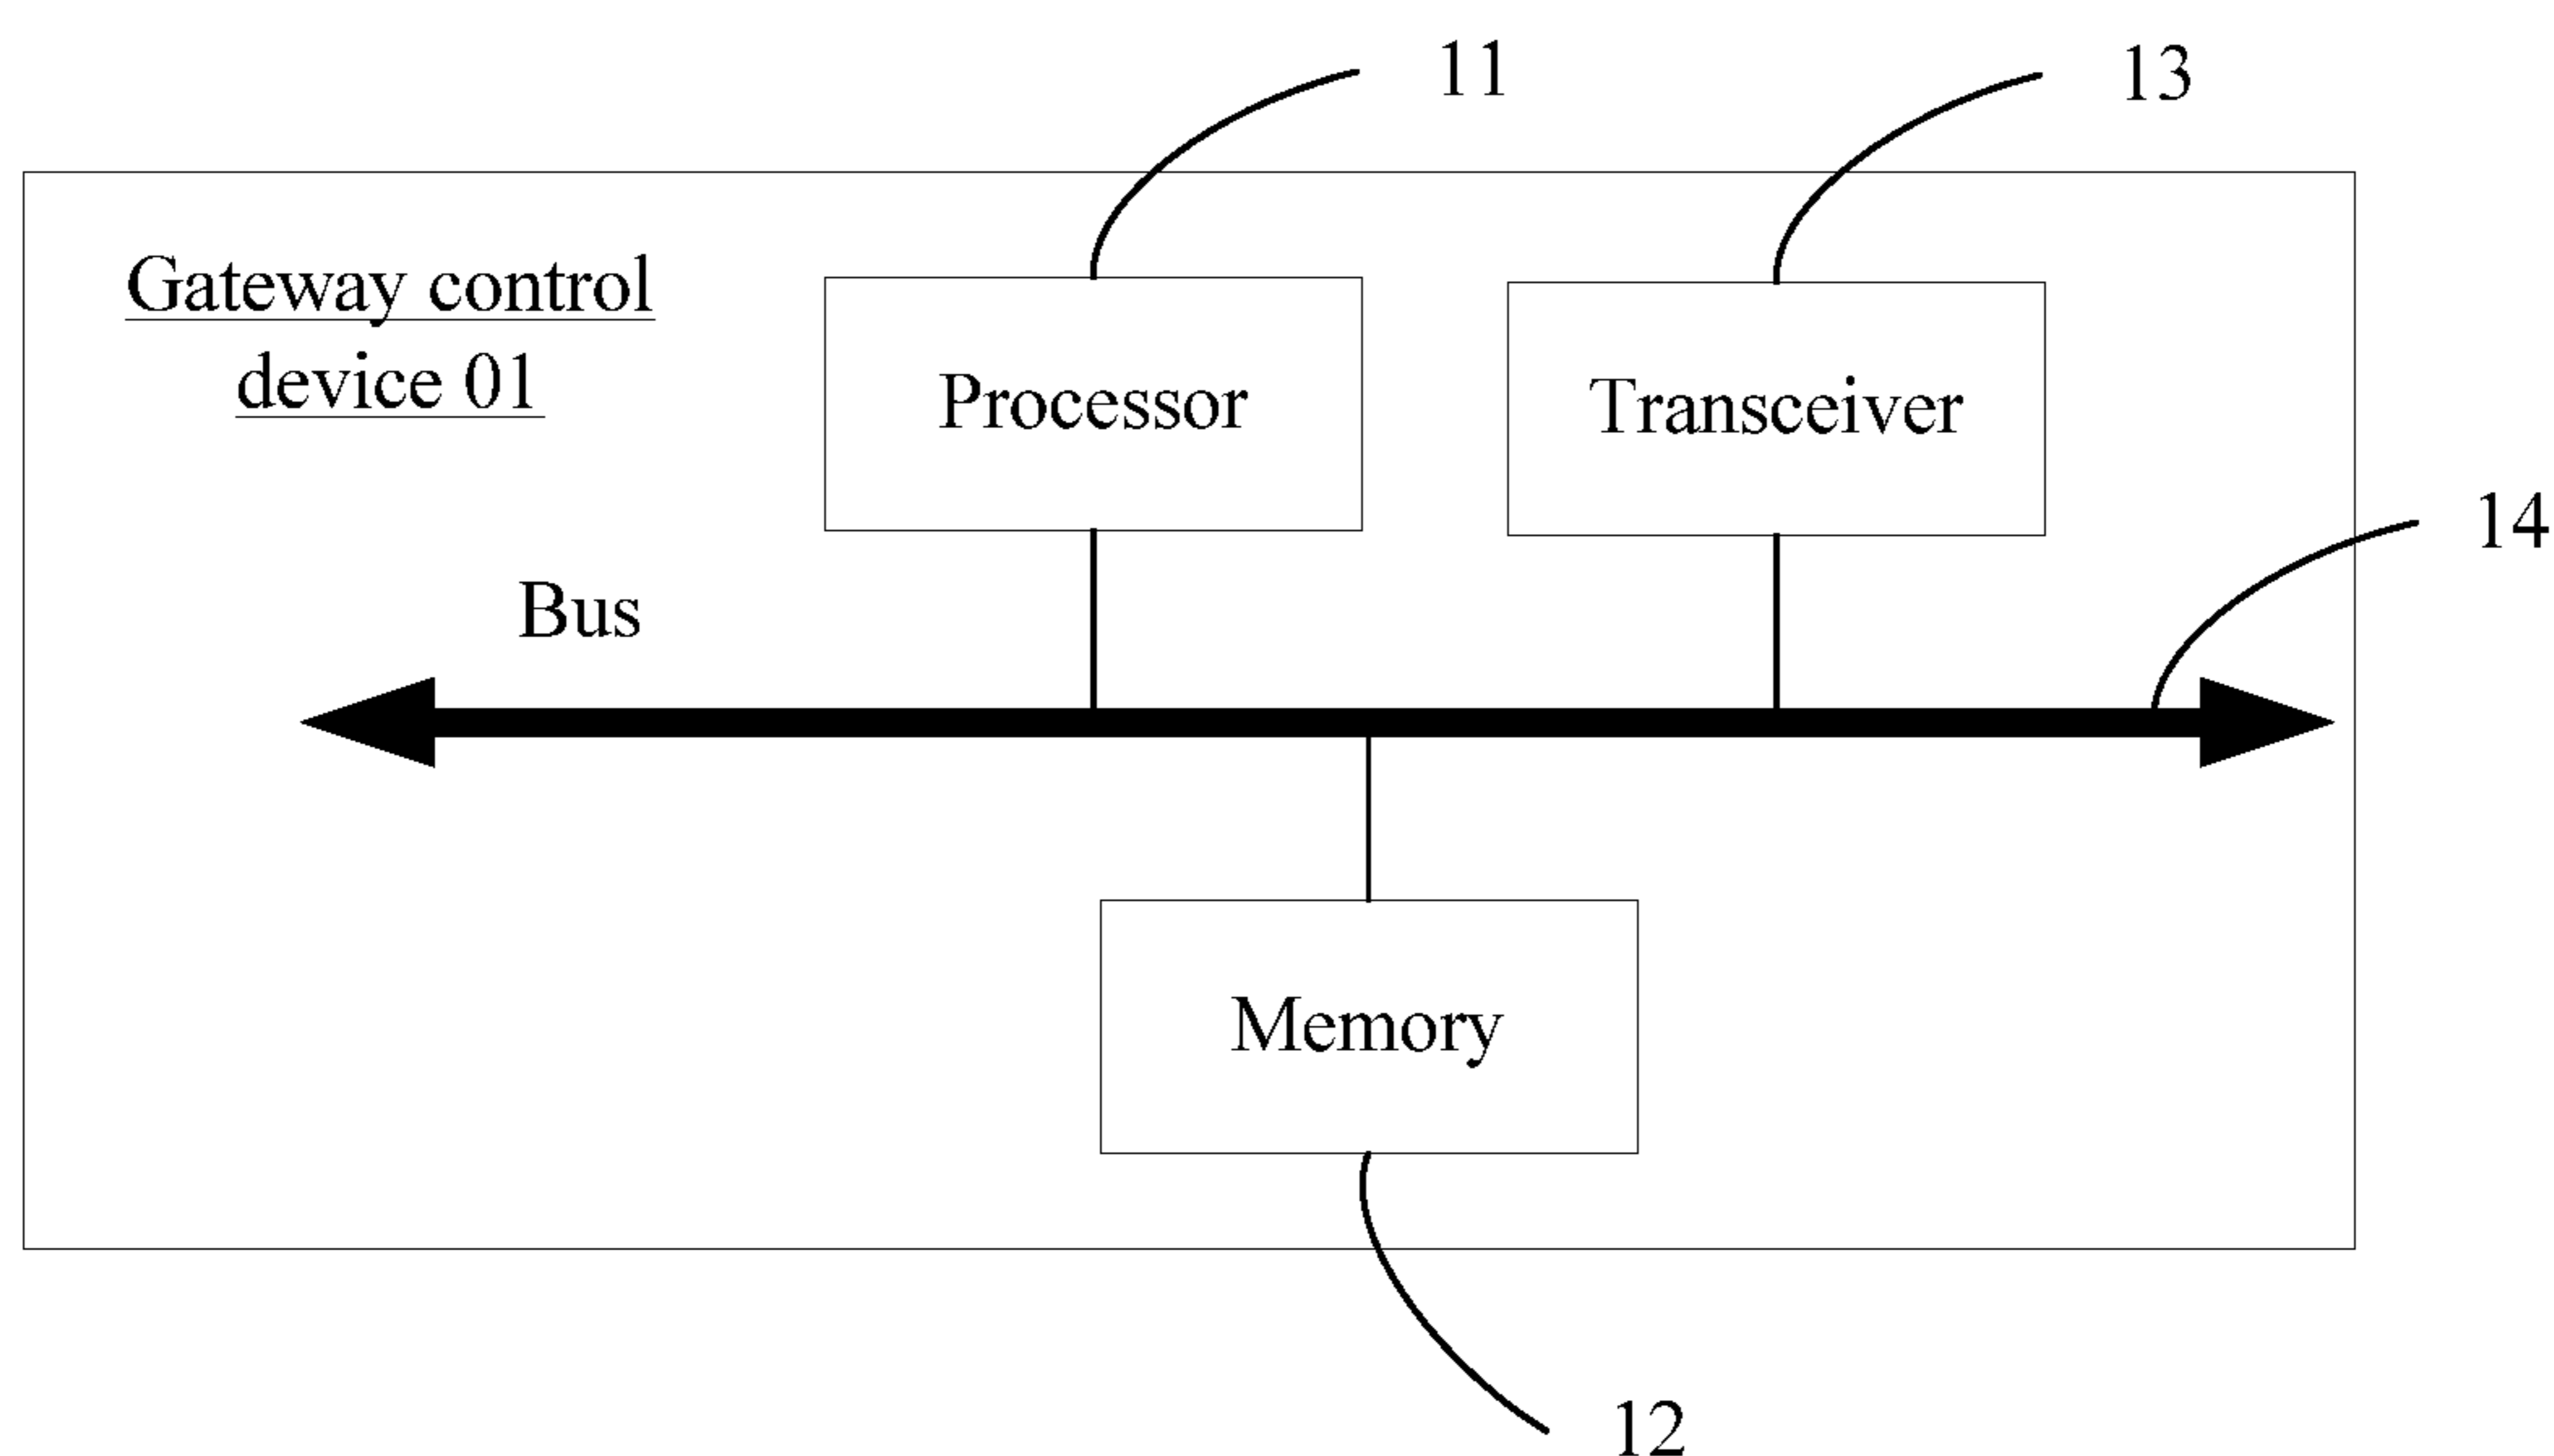 11
13
Gateway control
device 01
Processor
Transceiver
14
Bus
Memory
12